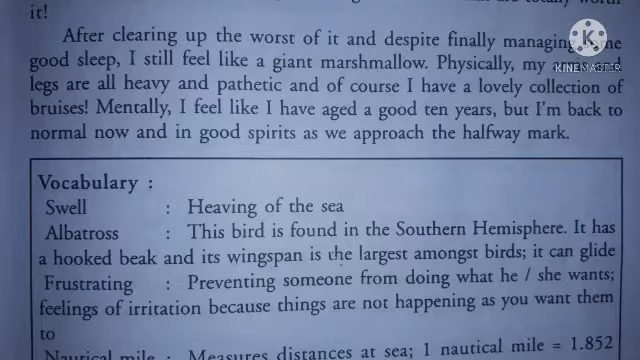 it!
After clearing up the worst of it and despite finally managing
good sleep, I still feel like a giant marshmallow. Physically, my
legs are all heavy and pathetic and of course I have a lovely collection of
bruises! Mentally, I feel like I have aged a good ten years, but I'm back to
normal now and in good spirits as we approach the halfway mark.
Vocabulary :
Swell : Heaving of the sea
Albatross : This bird is found in the Southern Hemisphere. It has
a hooked beak and its wingspan is the largest amongst birds; it can glide
Frustrating : Preventing someone from doing what he / she wants;
feelings of irritation because things are not happening as you want them
to
Nautical mile : Measures distances at sea; 1 nautical mile = 1.852
K
KINEMASTER